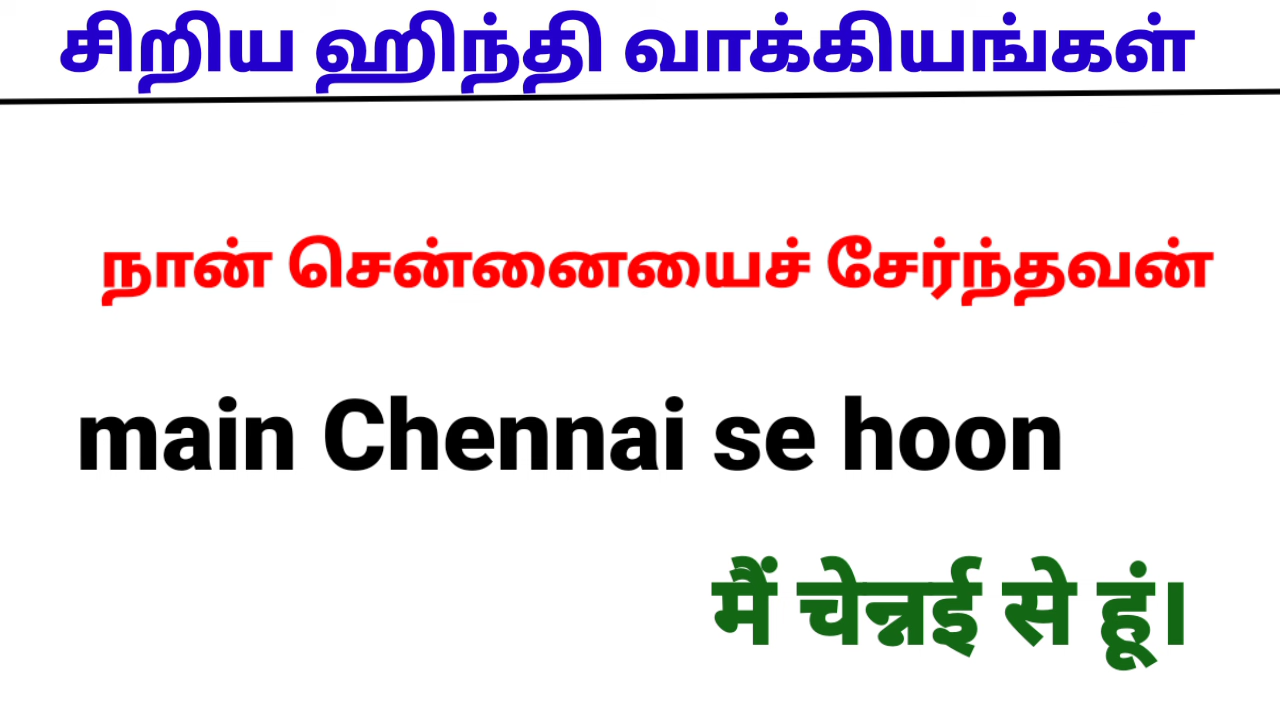 சிறிய ஹிந்தி வாக்கியங்கள்
நான் சென்னையைச் சேர்ந்தவன்
main Chennai se hoon
मैं चेन्नई से हूं।